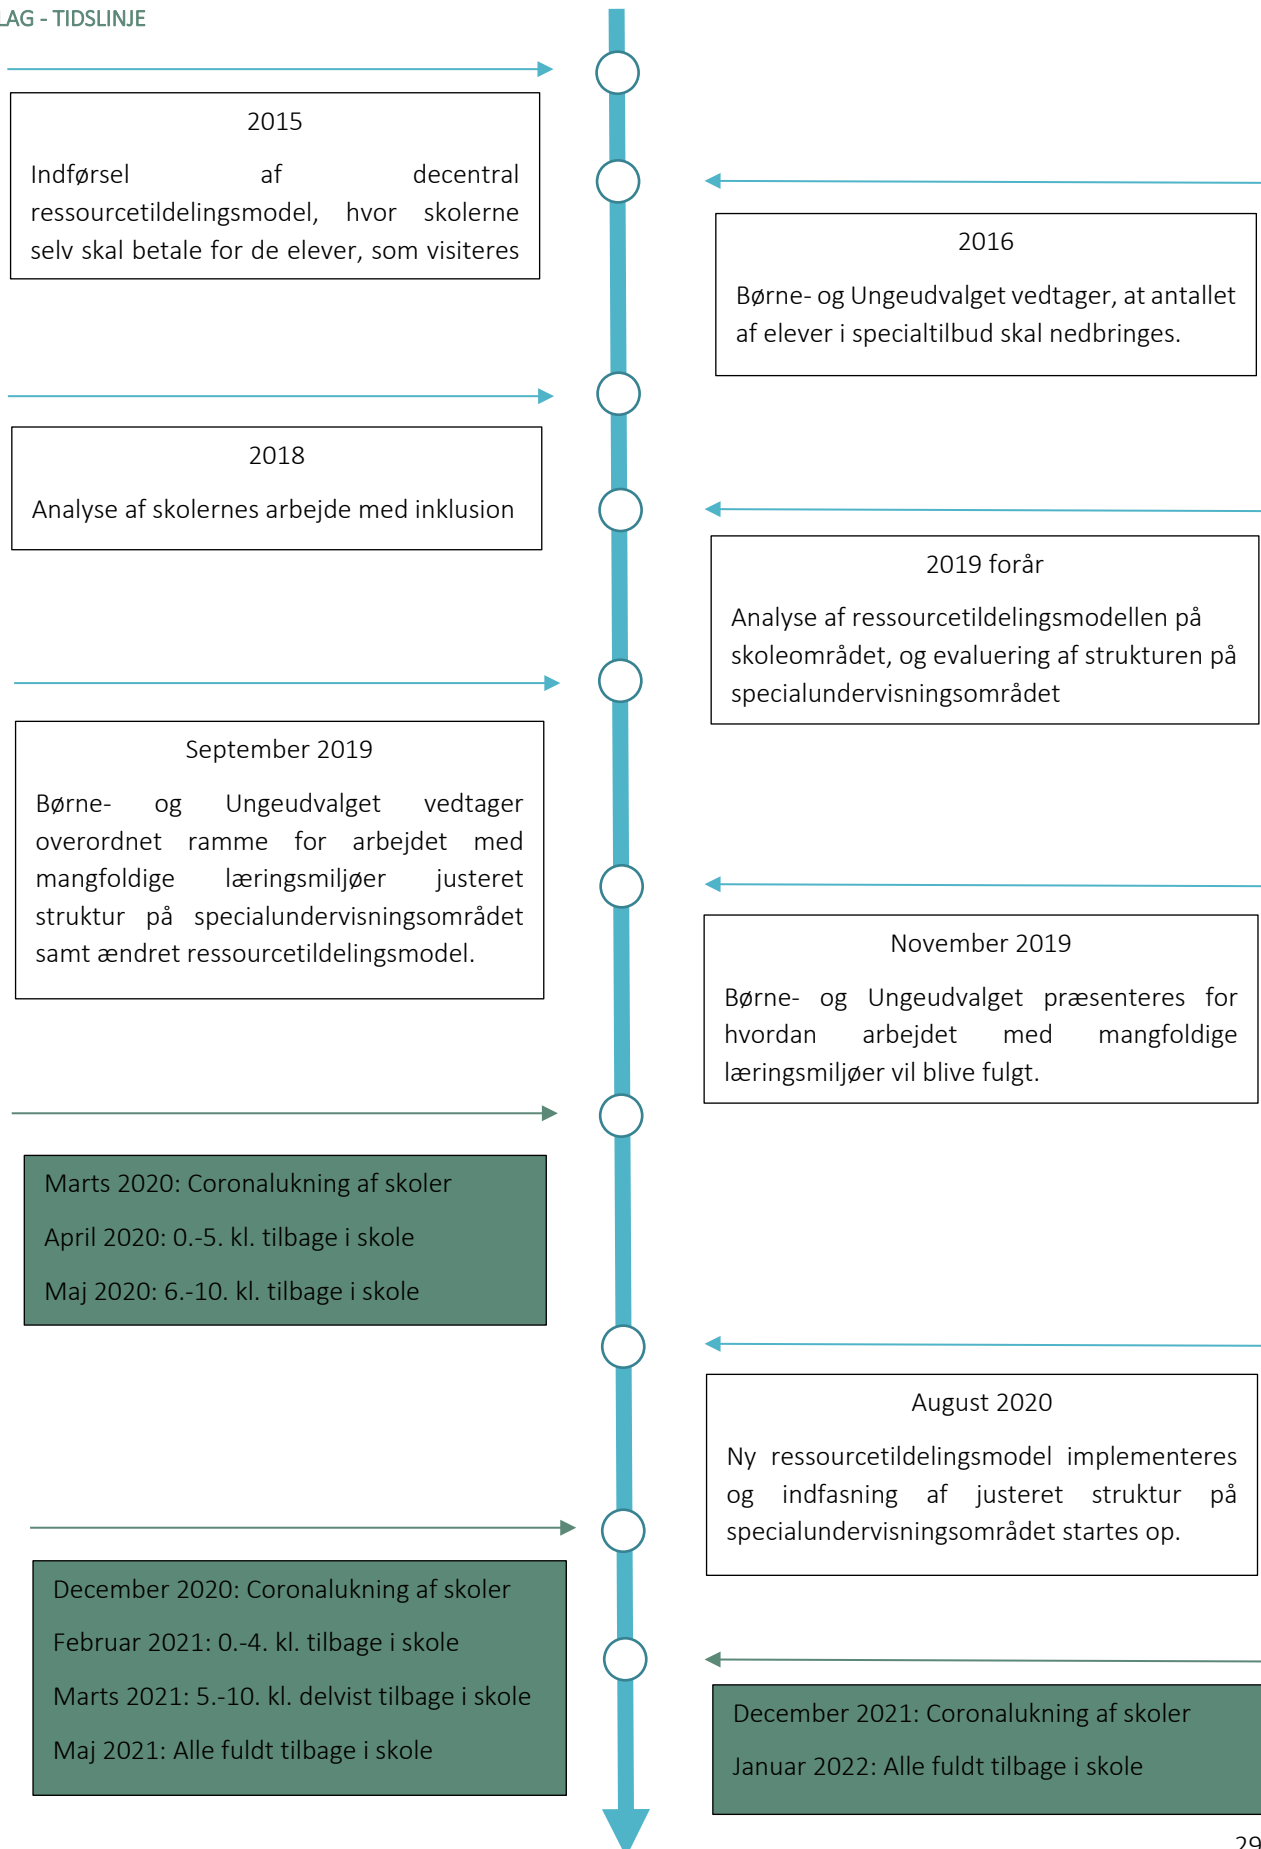 LAG - TIDSLINJE
2015
Indførsel af decentral
ressourcetildelingsmodel, hvor skolerne
selv skal betale for de elever, som visiteres
2016
Børne- og Ungeudvalget vedtager, at antallet
af elever i specialtilbud skal nedbringes.
2018
Analyse af skolernes arbejde med inklusion
2019 forår
Analyse af ressourcetildelingsmodellen på
skoleområdet, og evaluering af strukturen på
specialundervisningsområdet
September 2019
Børne- og Ungeudvalget vedtager
overordnet ramme for arbejdet med
mangfoldige læringsmiljøer justeret
struktur på specialundervisningsområdet
samt ændret ressourcetildelingsmodel.
November 2019
Børne- og Ungeudvalget præsenteres for
hvordan arbejdet med mangfoldige
læringsmiljøer vil blive fulgt.
Marts 2020: Coronalukning af skoler
April 2020: 0.-5. kl. tilbage i skole
Maj 2020: 6.-10. kl. tilbage i skole
August 2020
Ny ressourcetildelingsmodel implementeres
og indfasning af justeret struktur på
specialundervisningsområdet startes op.
December 2020: Coronalukning af skoler
Februar 2021: 0.-4. kl. tilbage i skole
Marts 2021: 5.-10. kl. delvist tilbage i skole
Maj 2021: Alle fuldt tilbage i skole
December 2021: Coronalukning af skoler
Januar 2022: Alle fuldt tilbage i skole
29